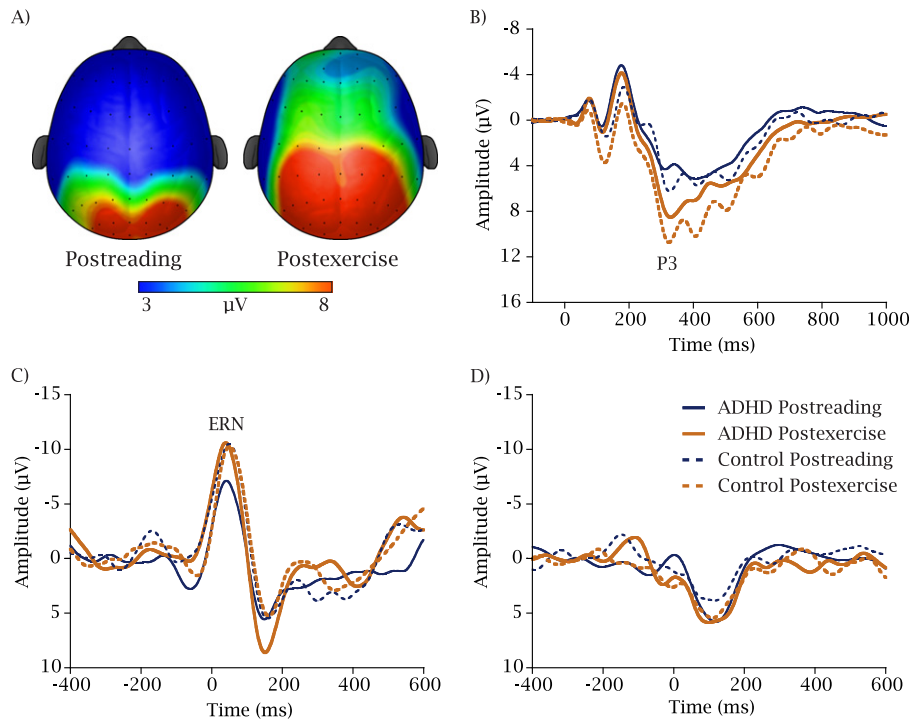 A)
Postreading
Postexercise
3
µV
8
B)
-8
-4
0
4
8
12
16
Amplitude (µV)
P3
0
200
400
600
800
1000
Time (ms)
C)
-15
-10
-5
0
5
10
Amplitude (µV)
ERN
-400
-200
0
200
400
600
Time (ms)
D)
-15
-10
-5
0
5
10
Amplitude (µV)
ADHD Postreading
ADHD Postexercise
Control Postreading
Control Postexercise
-400
-200
0
200
400
600
Time (ms)